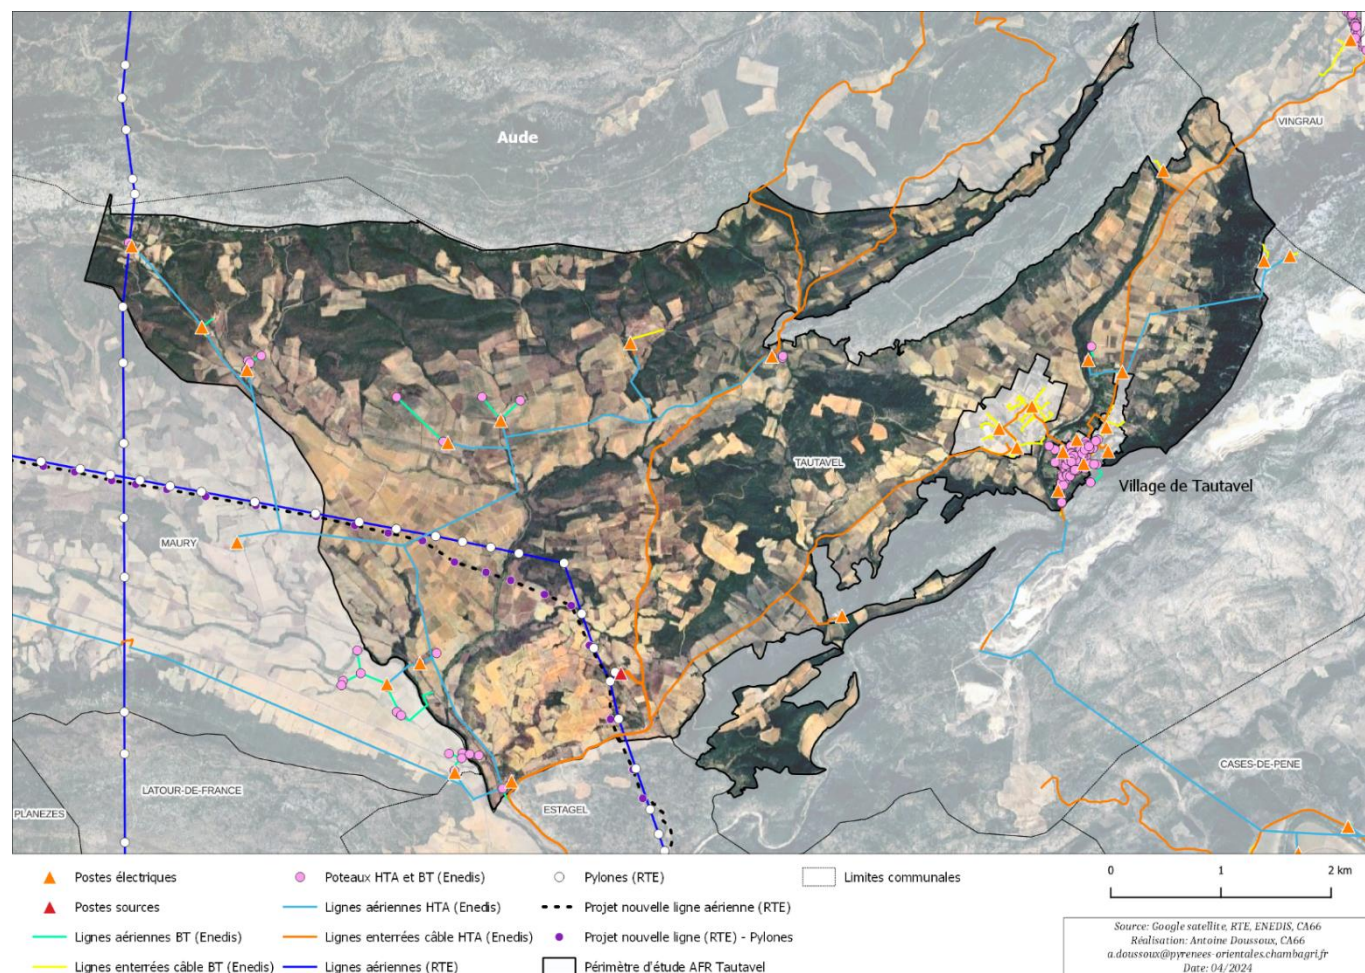 Aude
VINGRAU
TAUTAVEL
Village de Tautavel
MAURY
CASES-DE-PENE
LATOUR-DE-FRANCE
PLANEZES
ESTAGEL
Postes électriques
Poteaux HTA et BT (Enedis)
Pylones (RTE)
Limites communales
0 1 2 km
Postes sources
Lignes aériennes HTA (Enedis)
Projet nouvelle ligne aérienne (RTE)
Lignes aériennes BT (Enedis)
Lignes enterrées câble HTA (Enedis)
Projet nouvelle ligne (RTE) - Pylones
Lignes enterrées câble BT (Enedis)
Lignes aériennes (RTE)
Périmètre d'étude AFR Tautavel
Source: Google satellite, RTE, ENEDIS, CA66
Réalisation: Antoine Doussoux, CA66
a.doussoux@pyrenees-orientales.chambagri.fr
Date: 04/2024